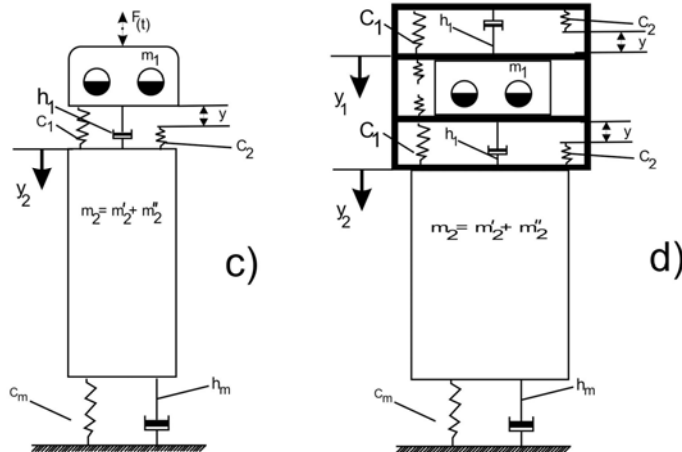 F(t)
m1
h1
C1
y
C2
y2
m2 = m'2 + m''2
c)
Cm
hm
C1
h1
C2
y
y1
m1
C1
h1
y
C2
y2
m2 = m'2 + m''2
d)
Cm
hm